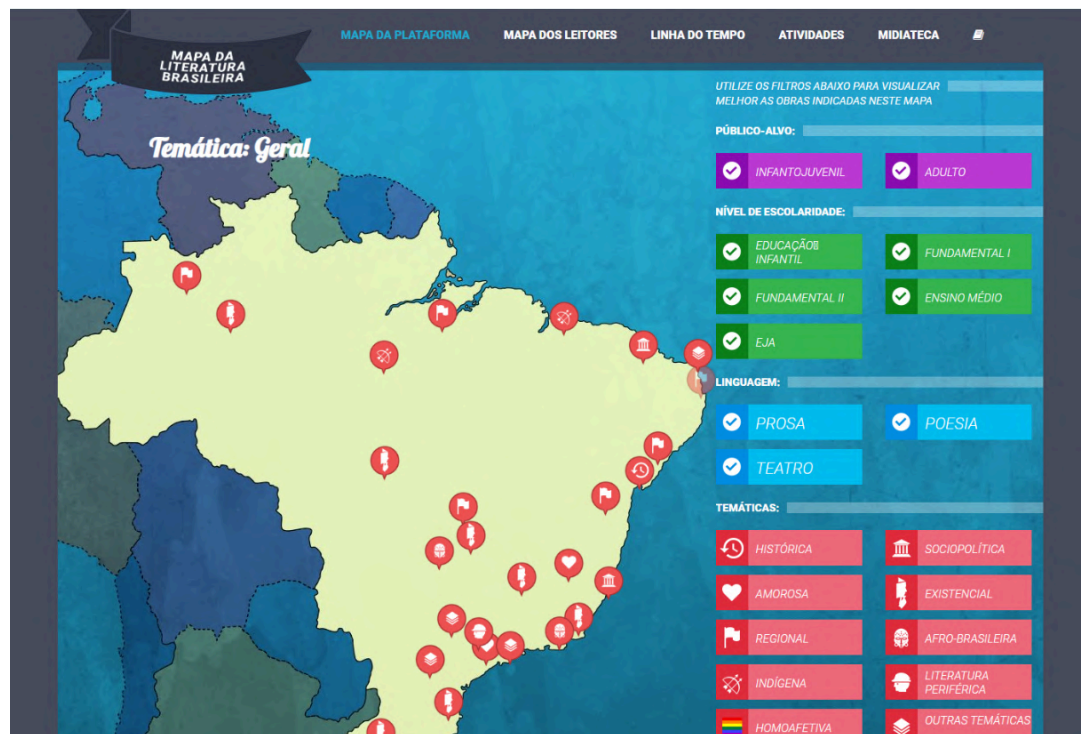 MAPA DA PLATAFORMA
MAPA DOS LEITORES
LINHA DO TEMPO
ATIVIDADES
MIDIATECA
MAPA DA
LITERATURA
BRASILEIRA
Temática: Geral
UTILIZE OS FILTROS ABAIXO PARA VISUALIZAR
MELHOR AS OBRAS INDICADAS NESTE MAPA
PÚBLICO-ALVO:
INFANTOJUVENIL
ADULTO
NÍVEL DE ESCOLARIDADE:
EDUCAÇÃO
INFANTIL
FUNDAMENTAL I
FUNDAMENTAL II
ENSINO MÉDIO
EJA
LINGUAGEM:
PROSA
POESIA
TEATRO
TEMÁTICAS:
HISTÓRICA
SOCIOPOLÍTICA
AMOROSA
EXISTENCIAL
REGIONAL
AFRO-BRASILEIRA
INDÍGENA
LITERATURA
PERIFÉRICA
HOMOAFETIVA
OUTRAS TEMÁTICAS